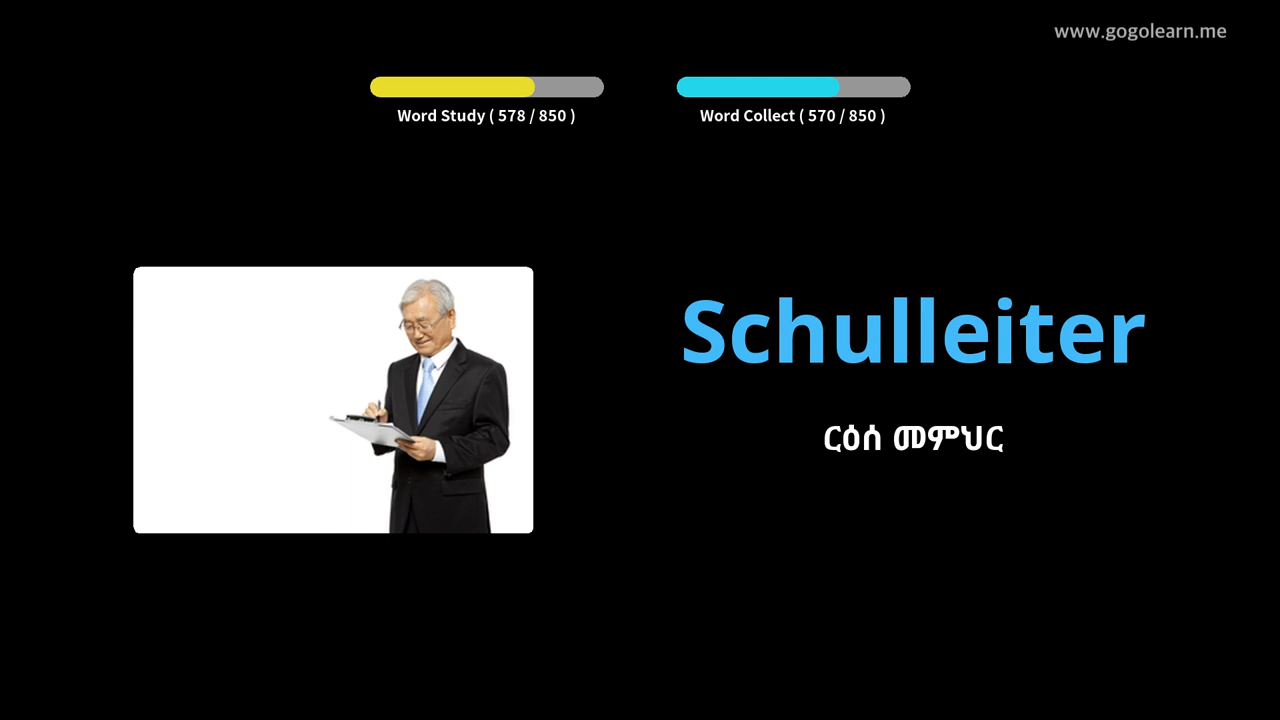 www.gogolearn.me
Word Study ( 578 / 850 )
Word Collect ( 570 / 850 )
Schulleiter
ርዕሰ መምህር